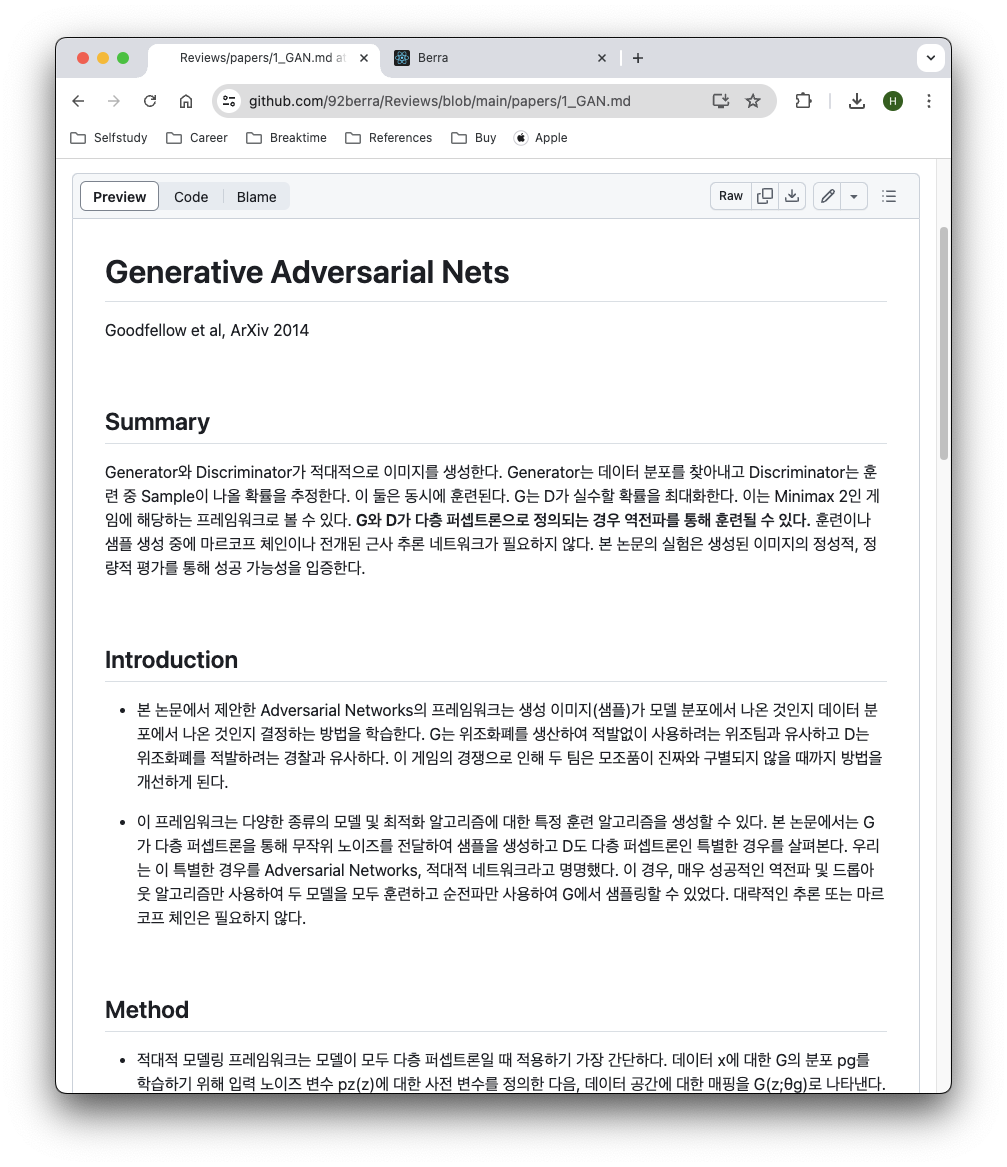 Reviews/papers/1_GAN.md at
Berra
github.com/92berra/Reviews/blob/main/papers/1_GAN.md
H
Selfstudy
Career
Breaktime
References
Buy
Apple
Preview
Code
Blame
Raw
Generative Adversarial Nets
Goodfellow et al, ArXiv 2014
Summary
Generator와 Discriminator가 적대적으로 이미지를 생성한다. Generator는 데이터 분포를 찾아내고 Discriminator는 훈
련 중 Sample이 나올 확률을 추정한다. 이 둘은 동시에 훈련된다. G는 D가 실수할 확률을 최대화한다. 이는 Minimax 2인 게
임에 해당하는 프레임워크로 볼 수 있다. G와 D가 다층 퍼셉트론으로 정의되는 경우 역전파를 통해 훈련될 수 있다. 훈련이나
샘플 생성 중에 마르코프 체인이나 전개된 근사 추론 네트워크가 필요하지 않다. 본 논문의 실험은 생성된 이미지의 정성적, 정
량적 평가를 통해 성공 가능성을 입증한다.
Introduction
• 본 논문에서 제안한 Adversarial Networks의 프레임워크는 생성 이미지(샘플)가 모델 분포에서 나온 것인지 데이터 분
포에서 나온 것인지 결정하는 방법을 학습한다. G는 위조화폐를 생산하여 적발없이 사용하려는 위조팀과 유사하고 D는
위조화폐를 적발하려는 경찰과 유사하다. 이 게임의 경쟁으로 인해 두 팀은 모조품이 진짜와 구별되지 않을 때까지 방법을
개선하게 된다.
• 이 프레임워크는 다양한 종류의 모델 및 최적화 알고리즘에 대한 특정 훈련 알고리즘을 생성할 수 있다. 본 논문에서는 G
가 다층 퍼셉트론을 통해 무작위 노이즈를 전달하여 샘플을 생성하고 D도 다층 퍼셉트론인 특별한 경우를 살펴본다. 우리
는 이 특별한 경우를 Adversarial Networks, 적대적 네트워크라고 명명했다. 이 경우, 매우 성공적인 역전파 및 드롭아
웃 알고리즘만 사용하여 두 모델을 모두 훈련하고 순전파만 사용하여 G에서 샘플링할 수 있었다. 대략적인 추론 또는 마르
코프 체인은 필요하지 않다.
Method
• 적대적 모델링 프레임워크는 모델이 모두 다층 퍼셉트론일 때 적용하기 가장 간단하다. 데이터 x에 대한 G의 분포 pg를
학습하기 위해 입력 노이즈 변수 pz(z)에 대한 사전 변수를 정의한 다음, 데이터 공간에 대한 매핑을 G(z;θg)로 나타낸다.